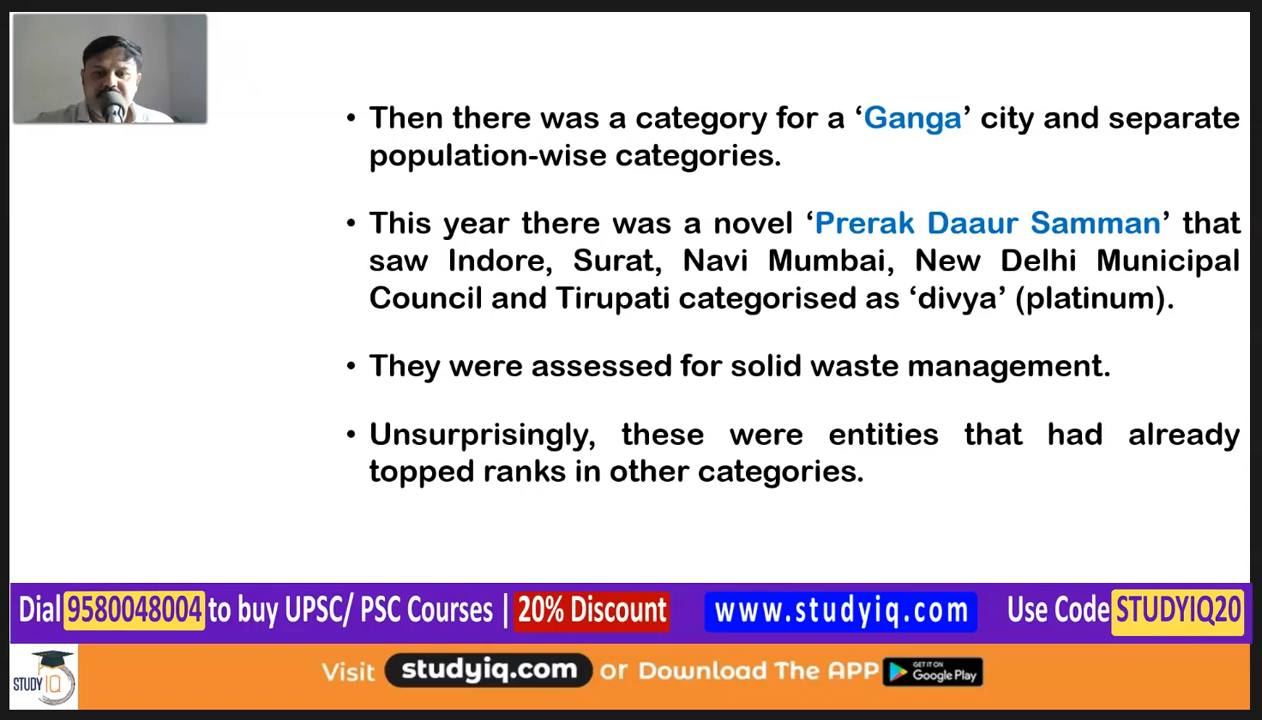 • Then there was a category for a ‘Ganga’ city and separate
population-wise categories.
• This year there was a novel ‘Prerak Daaur Samman’ that
saw Indore, Surat, Navi Mumbai, New Delhi Municipal
Council and Tirupati categorised as ‘divya’ (platinum).
• They were assessed for solid waste management.
• Unsurprisingly, these were entities that had already
topped ranks in other categories.
Dial 9580048004 to buy UPSC/ PSC Courses | 20% Discount www.studyiq.com Use Code STUDYIQ20
STUDY IQ
Visit studyiq.com or Download The APP GET IT ON Google Play